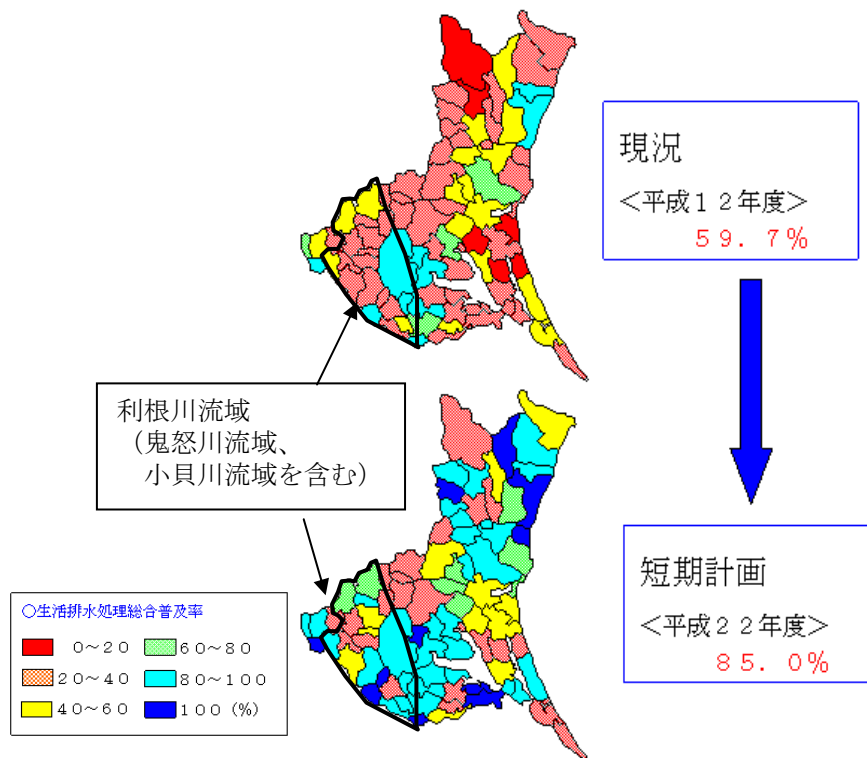 現況
＜平成１２年度＞
５９．７％
利根川流域
（鬼怒川流域、
小貝川流域を含む）
短期計画
＜平成２２年度＞
８５．０％
○生活排水処理総合普及率
０～２０
６０～８０
２０～４０
８０～１００
４０～６０
１００（％）